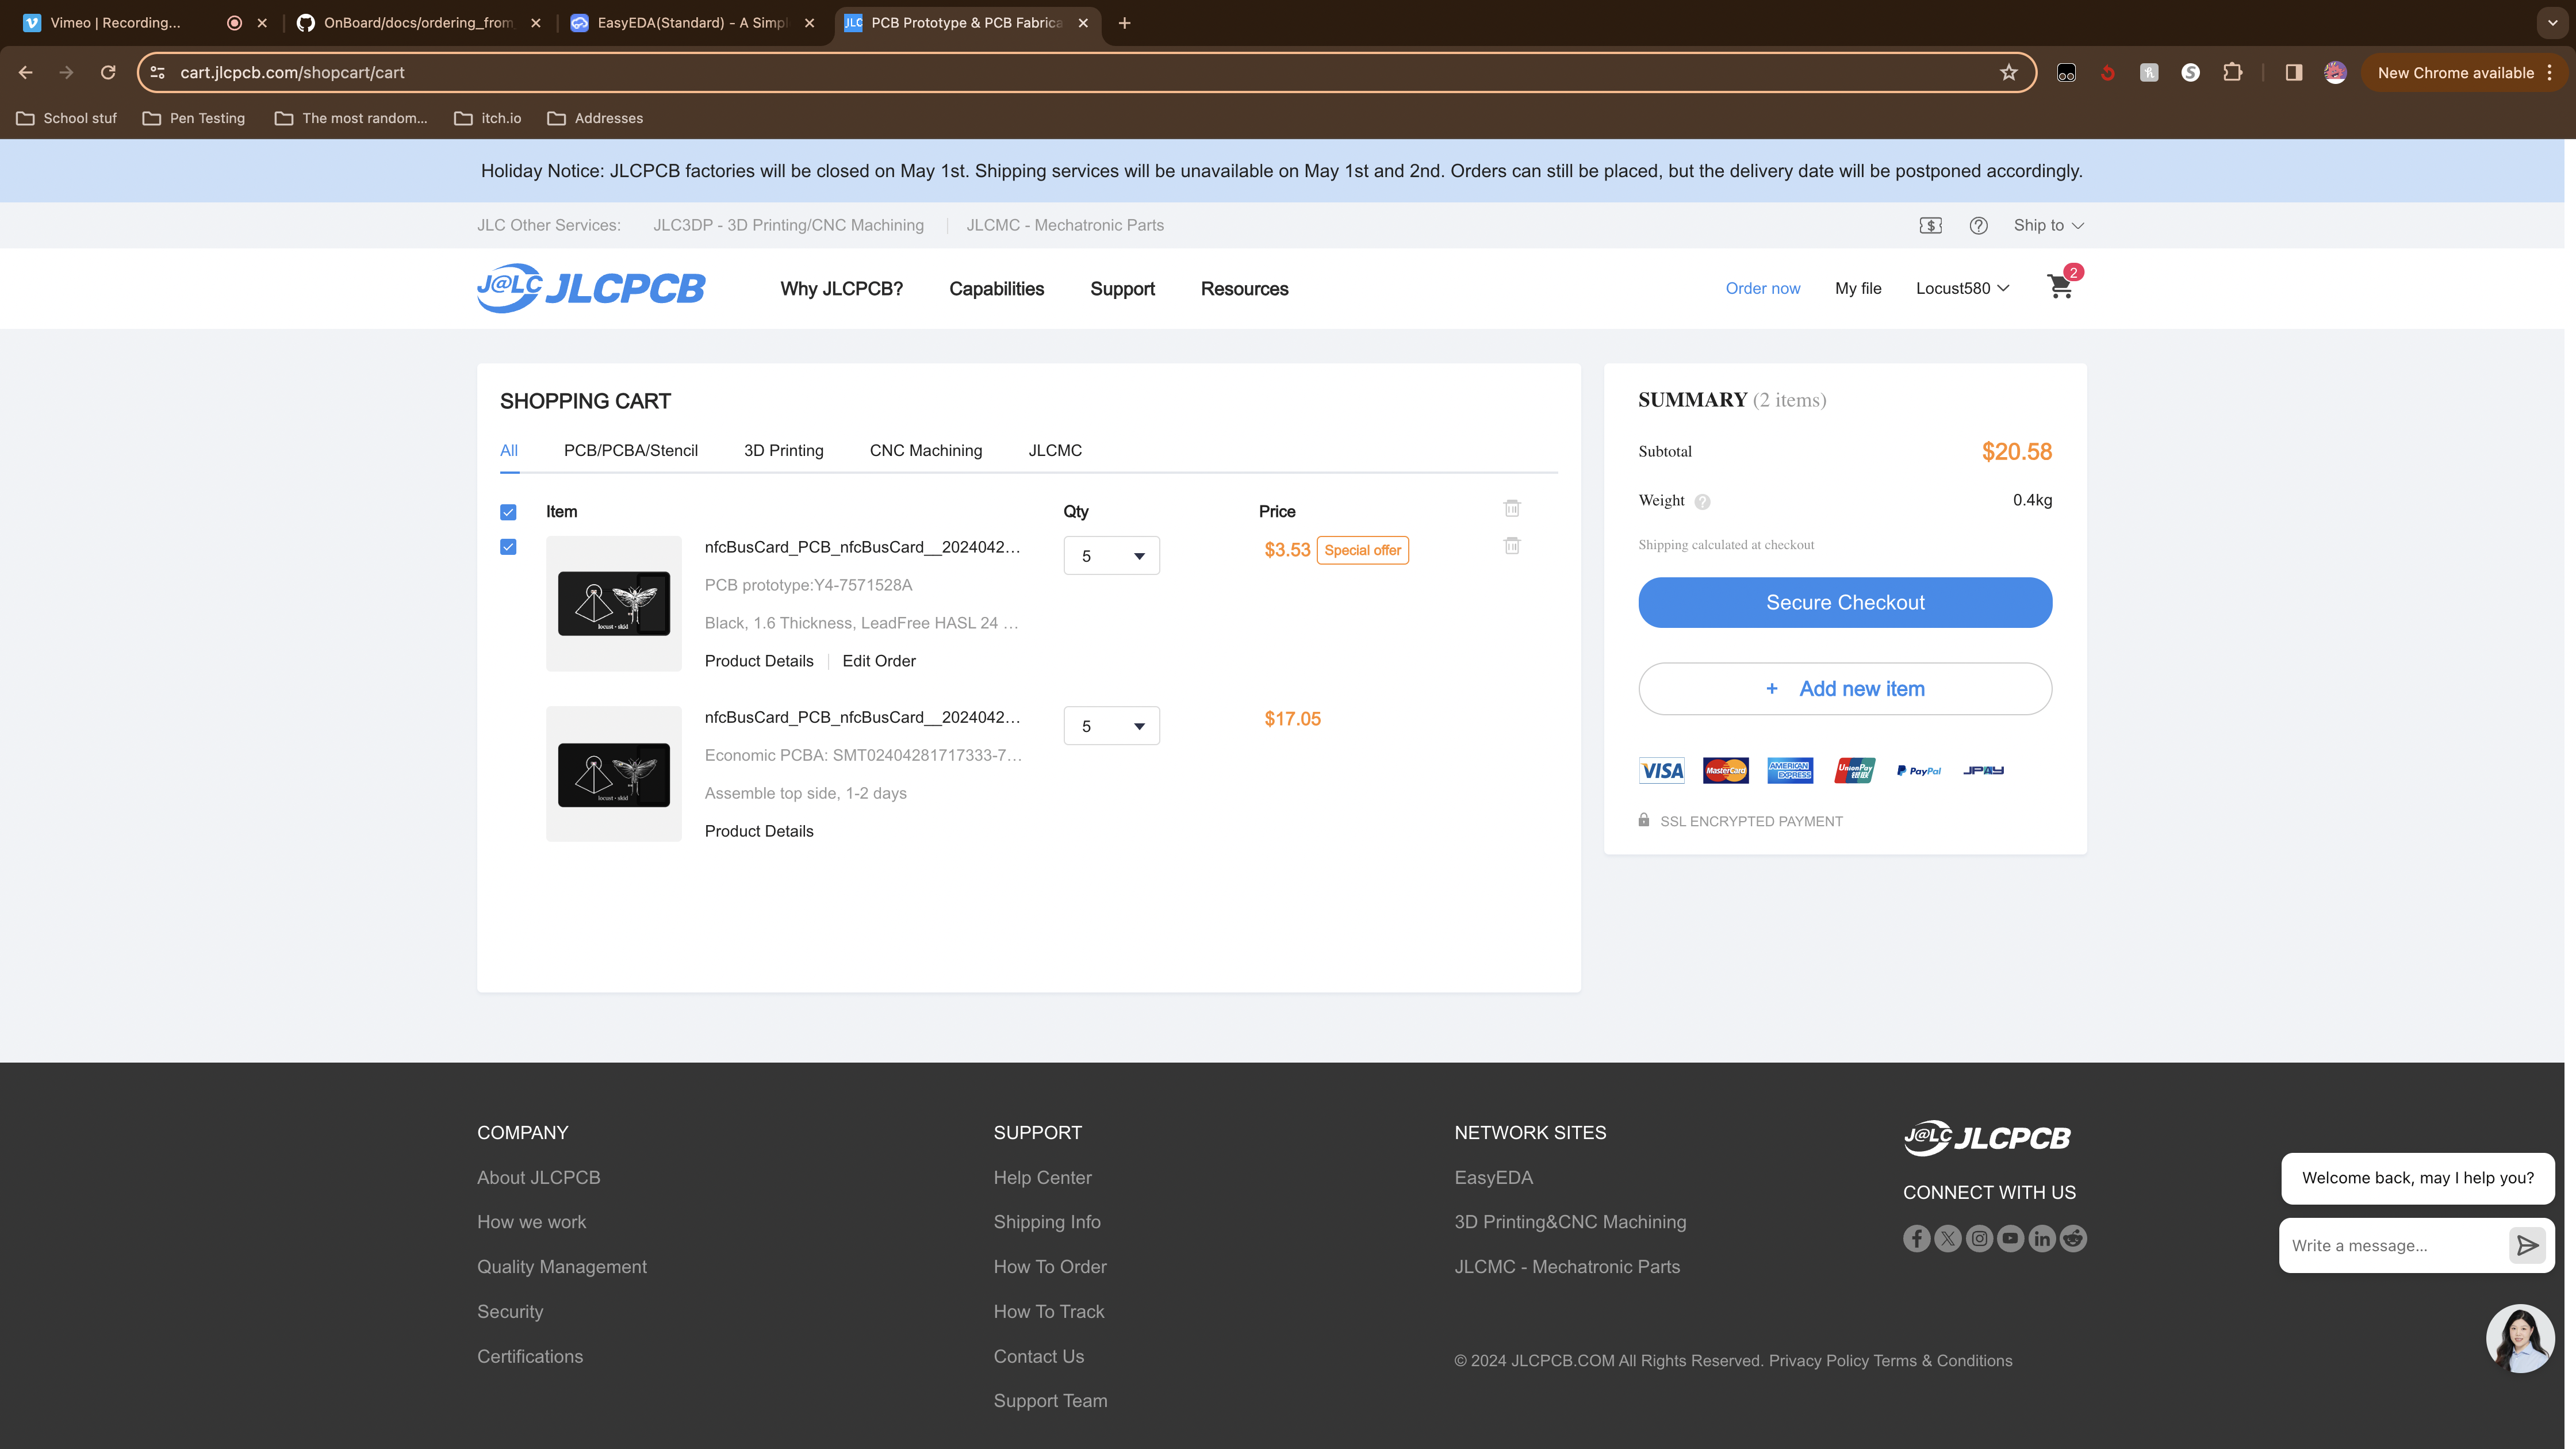 Vimeo | Recording...
OnBoard/docs/ordering_from
EasyEDA(Standard) - A Simpl
JLC PCB Prototype & PCB Fabrica
cart.jlcpcb.com/shopcart/cart
New Chrome available
School stuf
Pen Testing
The most random...
itch.io
Addresses
Holiday Notice: JLCPCB factories will be closed on May 1st. Shipping services will be unavailable on May 1st and 2nd. Orders can still be placed, but the delivery date will be postponed accordingly.
JLC Other Services:
JLC3DP - 3D Printing/CNC Machining
JLCMC - Mechatronic Parts
Ship to
J@LC JLCPCB
Why JLCPCB?
Capabilities
Support
Resources
Order now
My file
Locust580
2
SHOPPING CART
All
PCB/PCBA/Stencil
3D Printing
CNC Machining
JLCMC
Item
Qty
Price
nfcBusCard_PCB_nfcBusCard__2024042...
5
$3.53
Special offer
PCB prototype:Y4-7571528A
Black, 1.6 Thickness, LeadFree HASL 24 ...
locust · skid
Product Details
Edit Order
nfcBusCard_PCB_nfcBusCard__2024042...
5
$17.05
Economic PCBA: SMT02404281717333-7...
Assemble top side, 1-2 days
locust · skid
Product Details
SUMMARY (2 items)
Subtotal
$20.58
Weight
0.4kg
Shipping calculated at checkout
Secure Checkout
+ Add new item
VISA
MasterCard
AMERICAN EXPRESS
UnionPay 银联
PayPal
JPAY
SSL ENCRYPTED PAYMENT
COMPANY
About JLCPCB
How we work
Quality Management
Security
Certifications
SUPPORT
Help Center
Shipping Info
How To Order
How To Track
Contact Us
Support Team
NETWORK SITES
EasyEDA
3D Printing&CNC Machining
JLCMC - Mechatronic Parts
J@LC JLCPCB
CONNECT WITH US
© 2024 JLCPCB.COM All Rights Reserved. Privacy Policy Terms & Conditions
Welcome back, may I help you?
Write a message...